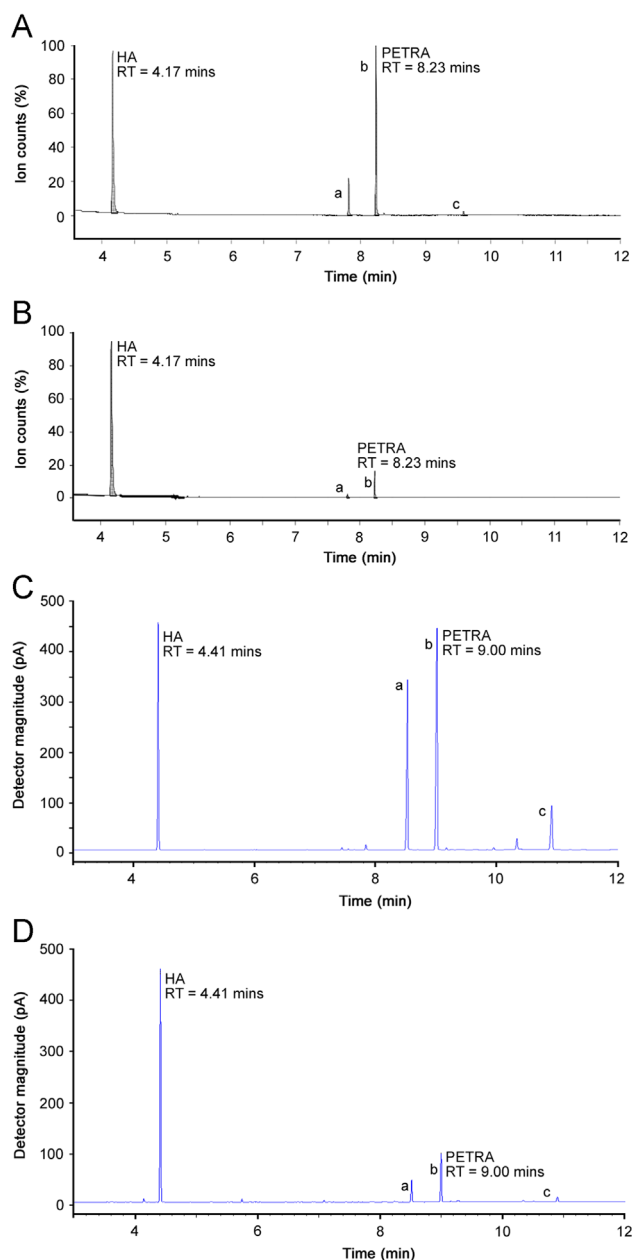 A
100
80
60
40
20
0
Ion counts (%)
HA
RT = 4.17 mins
a
b
PETRA
RT = 8.23 mins
c
4 5 6 7 8 9 10 11 12
Time (min)
B
100
80
60
40
20
0
Ion counts (%)
HA
RT = 4.17 mins
PETRA
RT = 8.23 mins
a
b
4 5 6 7 8 9 10 11 12
Time (min)
C
500
400
300
200
100
0
Detector magnitude (pA)
HA
RT = 4.41 mins
a
b
PETRA
RT = 9.00 mins
c
4 6 8 10 12
Time (min)
D
500
400
300
200
100
0
Detector magnitude (pA)
HA
RT = 4.41 mins
a
b
PETRA
RT = 9.00 mins
c
4 6 8 10 12
Time (min)